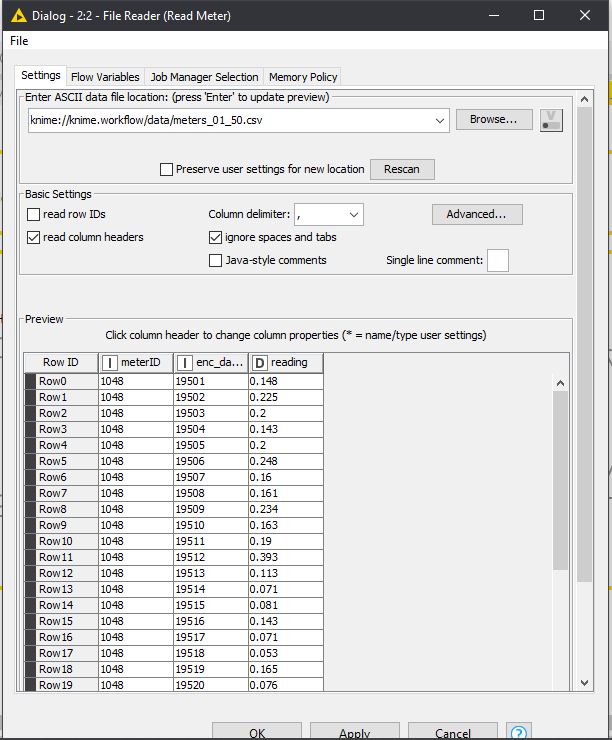 Dialog - 2:2 - File Reader (Read Meter)
File
Settings Flow Variables Job Manager Selection Memory Policy
Enter ASCII data file location: (press 'Enter' to update preview)
knime://knime.workflow/data/meters_01_50.csv Browse... V
Preserve user settings for new location Rescan
Basic Settings
read row IDs Column delimiter: , Advanced...
read column headers ignore spaces and tabs
Java-style comments Single line comment:
Preview
Click column header to change column properties (* = name/type user settings)
Row ID I meterID I enc_da... D reading
Row0 1048 19501 0.148
Row1 1048 19502 0.225
Row2 1048 19503 0.2
Row3 1048 19504 0.143
Row4 1048 19505 0.2
Row5 1048 19506 0.248
Row6 1048 19507 0.16
Row7 1048 19508 0.161
Row8 1048 19509 0.234
Row9 1048 19510 0.163
Row10 1048 19511 0.19
Row11 1048 19512 0.393
Row12 1048 19513 0.113
Row13 1048 19514 0.071
Row14 1048 19515 0.081
Row15 1048 19516 0.143
Row16 1048 19517 0.071
Row17 1048 19518 0.053
Row18 1048 19519 0.165
Row19 1048 19520 0.076
OK Apply Cancel ?